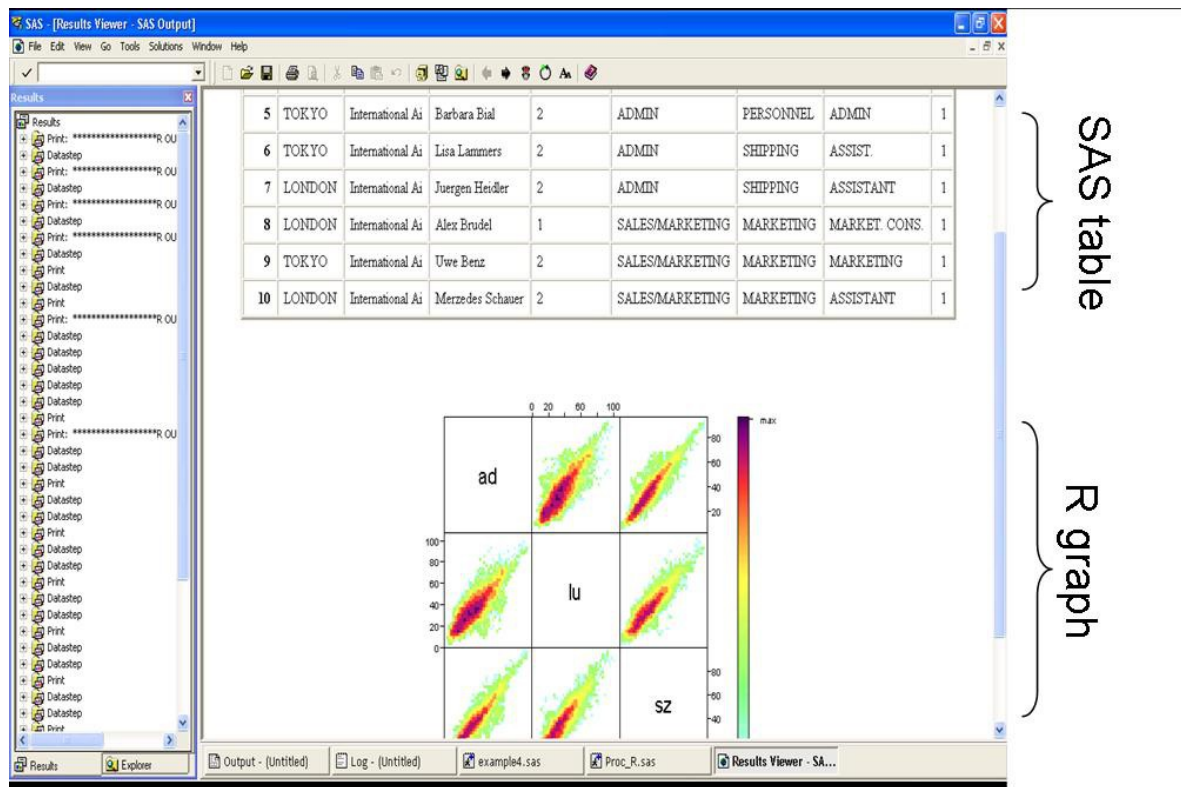 SAS - [Results Viewer - SAS Output]
File Edit View Go Tools Solutions Window Help
Results
Results
Print: *******************R OU
Datastep
Print: *******************R OU
Datastep
Print: *******************R OU
Datastep
Print: *******************R OU
Datastep
Print
Datastep
Print
Print: *******************R OU
Datastep
Datastep
Datastep
Datastep
Datastep
Print
Print: *******************R OU
Datastep
Datastep
Print
Datastep
Datastep
Print
Datastep
Datastep
Print
Datastep
Datastep
Print
Datastep
Datastep
Print
Datastep
Datastep
Print
Results Explorer
5 TOKYO International Ai Barbara Bial 2 ADMIN PERSONNEL ADMIN 1
6 TOKYO International Ai Lisa Lammers 2 ADMIN SHIPPING ASSIST. 1
7 LONDON International Ai Juergen Heidler 2 ADMIN SHIPPING ASSISTANT 1
8 LONDON International Ai Alex Brudel 1 SALES/MARKETING MARKETING MARKET. CONS. 1
9 TOKYO International Ai Uwe Benz 2 SALES/MARKETING MARKETING MARKETING 1
10 LONDON International Ai Merzedes Schauer 2 SALES/MARKETING MARKETING ASSISTANT 1
0 20 60 100
max
ad
80
60
40
20
100
80
60
40
20
0
lu
sz
80
60
40
Output - (Untitled) Log - (Untitled) example4.sas Proc_R.sas Results Viewer - SA...
SAS table
R graph